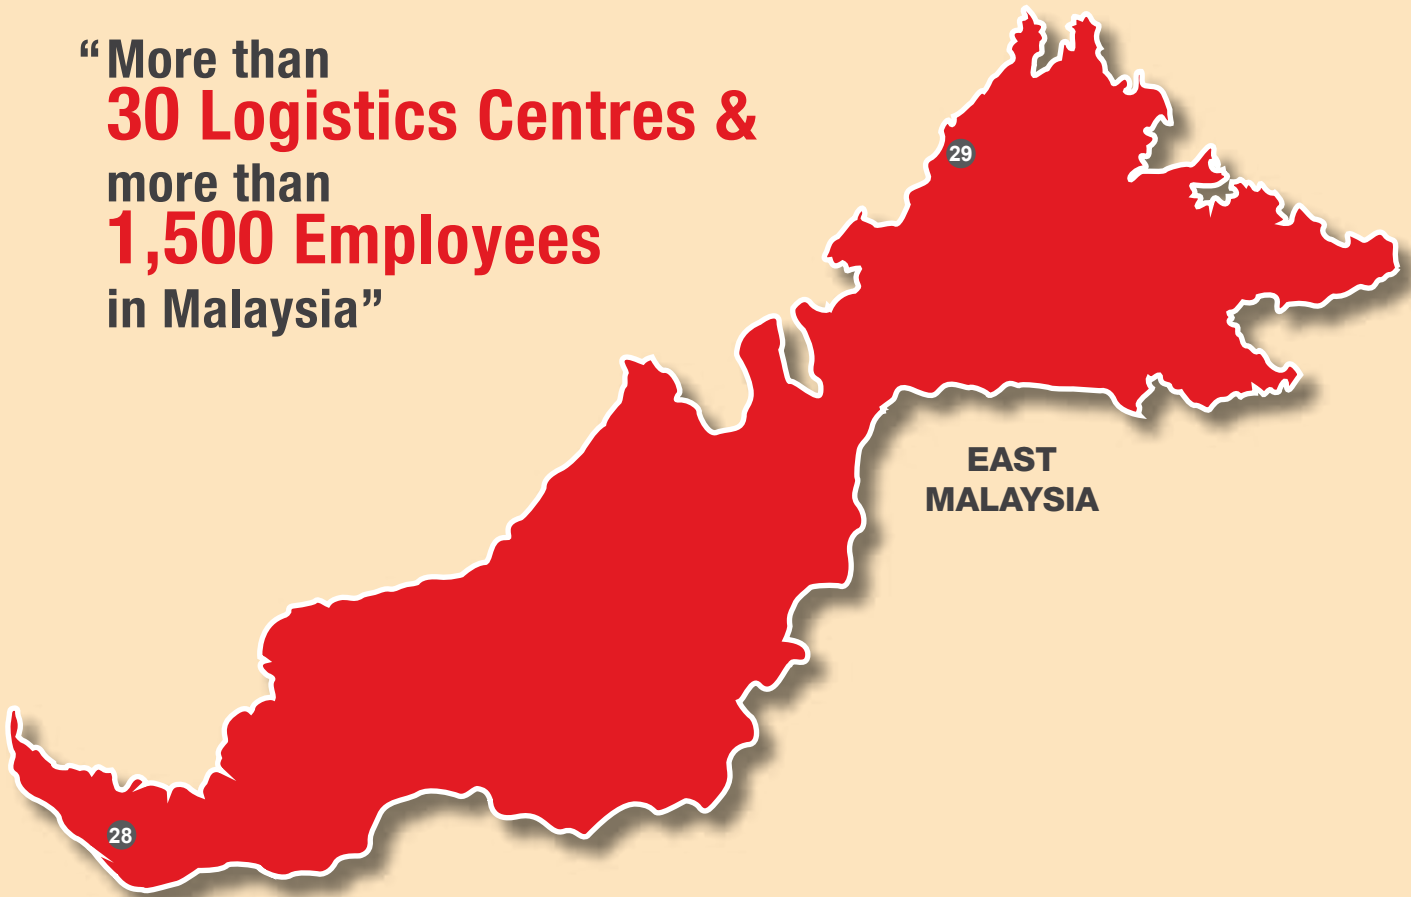 “More than
30 Logistics Centres &
more than
1,500 Employees
in Malaysia”
29
EAST
MALAYSIA
28